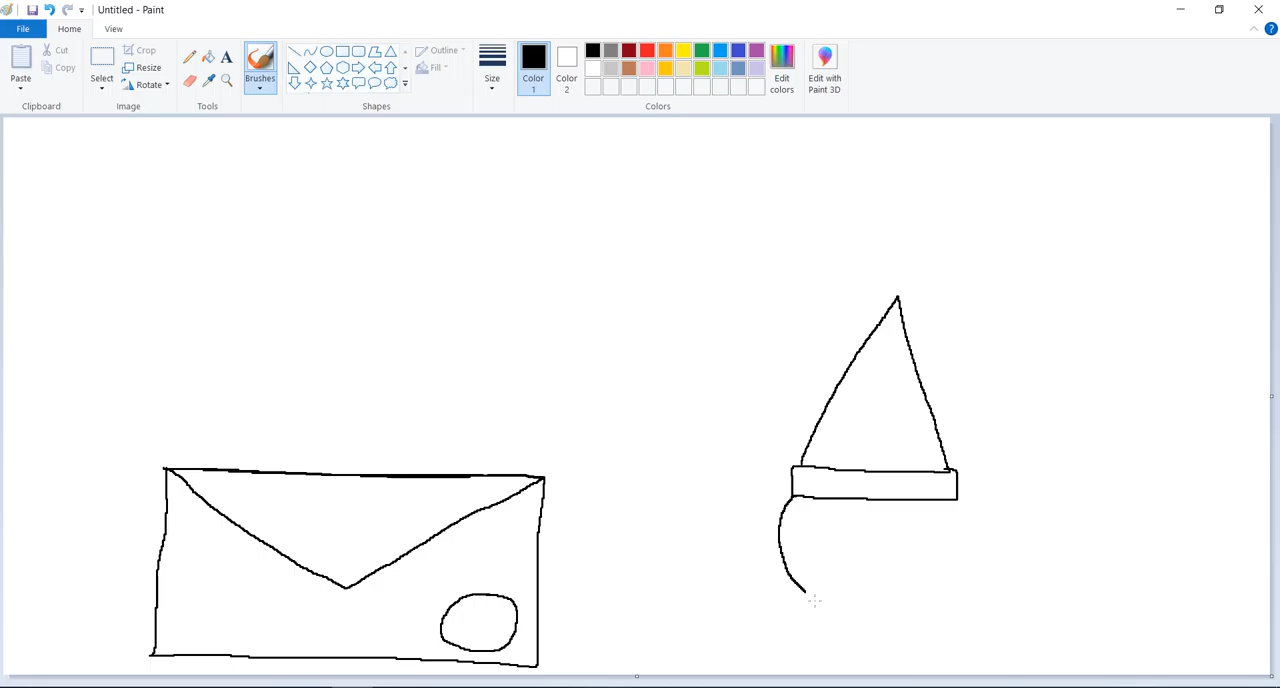 Untitled - Paint
File Home View
Cut Crop Outline
Copy Resize Fill
Paste Select Rotate Brushes Size Color 1 Color 2 Edit colors Edit with Paint 3D
Clipboard Image Tools Shapes Colors